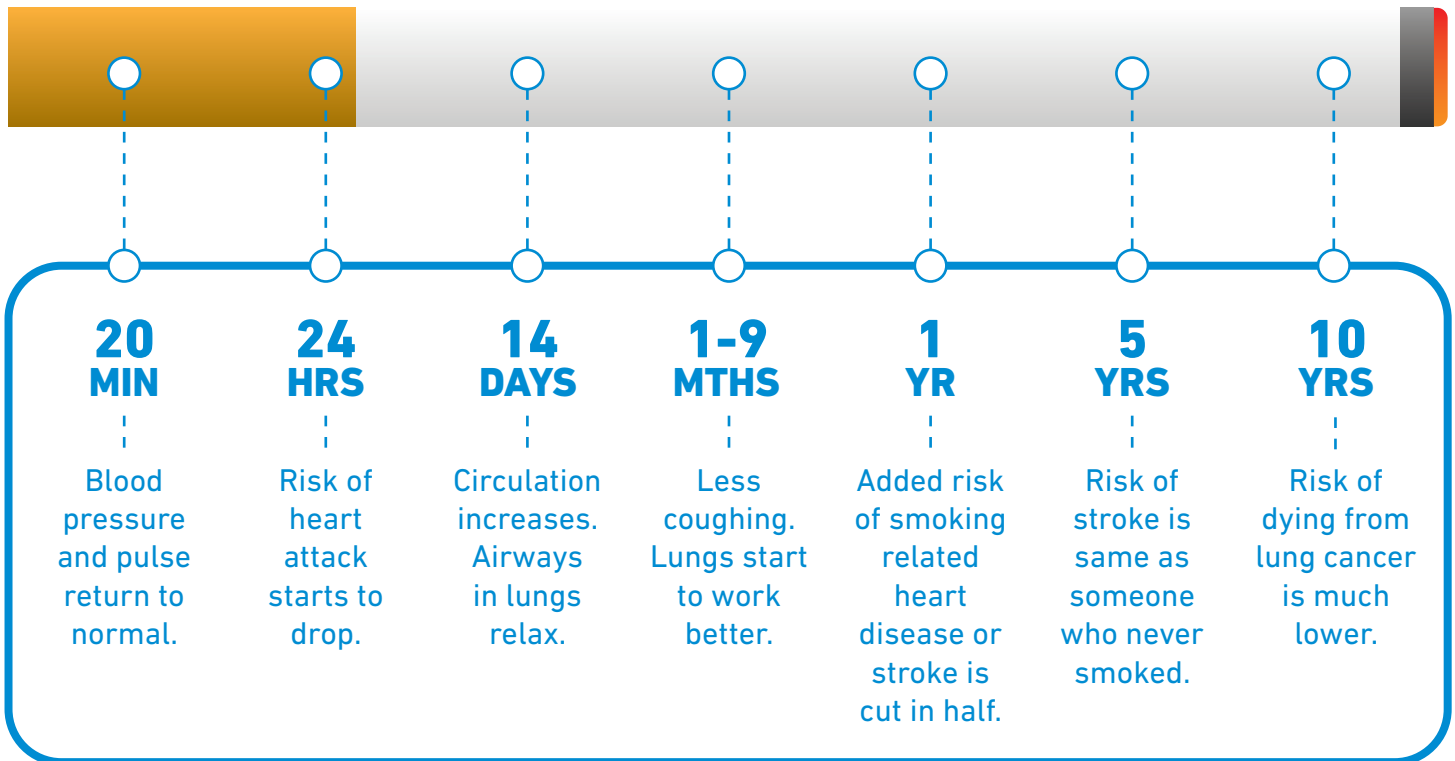 20
MIN
Blood
pressure
and pulse
return to
normal.
24
HRS
Risk of
heart
attack
starts to
drop.
14
DAYS
Circulation
increases.
Airways
in lungs
relax.
1-9
MTHS
Less
coughing.
Lungs start
to work
better.
1
YR
Added risk
of smoking
related
heart
disease or
stroke is
cut in half.
5
YRS
Risk of
stroke is
same as
someone
who never
smoked.
10
YRS
Risk of
dying from
lung cancer
is much
lower.